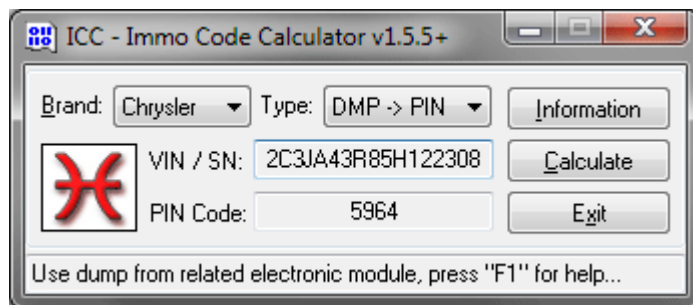 ICC - Immo Code Calculator v1.5.5+
Brand: Chrysler Type: DMP -> PIN Information
VIN / SN: 2C3JA43R85H122308 Calculate
PIN Code: 5964 Exit
Use dump from related electronic module, press "F1" for help...